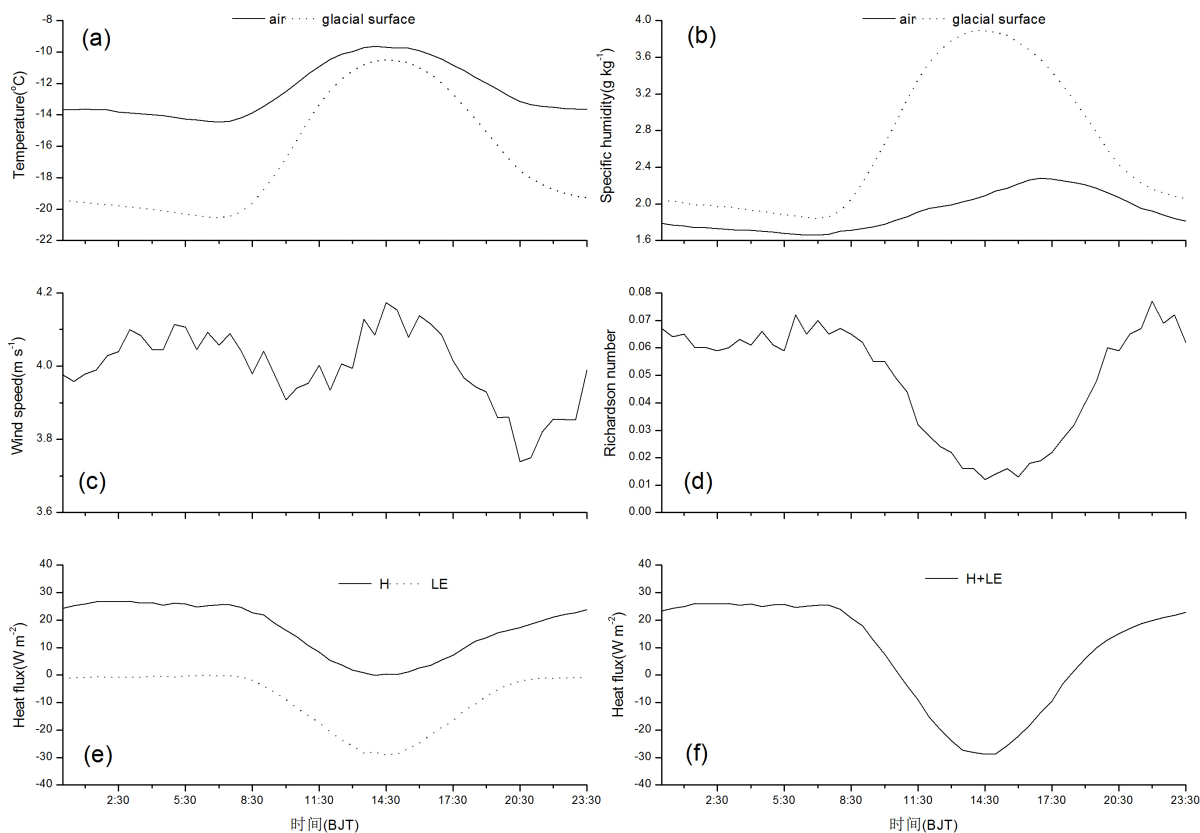 air glacial surface
(a)
Temperature(°C)
-8
-10
-12
-14
-16
-18
-20
-22
air glacial surface
(b)
Specific humidity(g kg⁻¹)
4.0
3.6
3.2
2.8
2.4
2.0
1.6
(c)
Wind speed(m s⁻¹)
4.2
4.0
3.8
3.6
(d)
Richardson number
0.08
0.07
0.06
0.05
0.04
0.03
0.02
0.01
0.00
H LE
(e)
Heat flux(W m⁻²)
40
30
20
10
0
-10
-20
-30
-40
2:30 5:30 8:30 11:30 14:30 17:30 20:30 23:30
时间(BJT)
H+LE
(f)
Heat flux(W m⁻²)
40
30
20
10
0
-10
-20
-30
-40
2:30 5:30 8:30 11:30 14:30 17:30 20:30 23:30
时间(BJT)